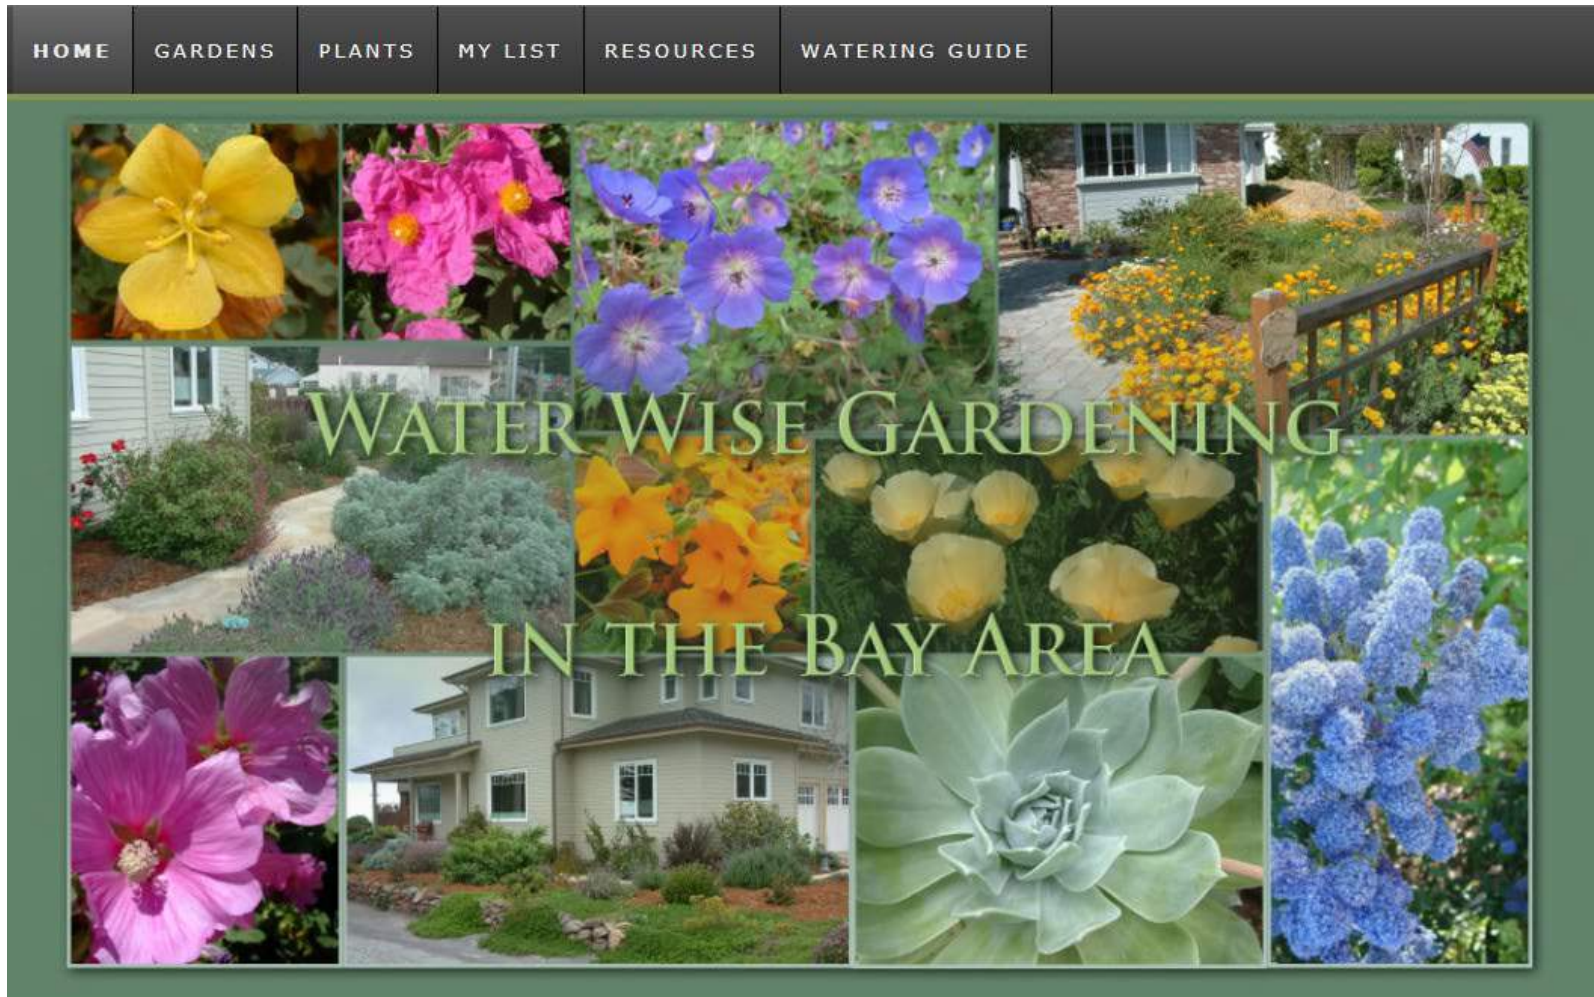 HOME GARDENS PLANTS MY LIST RESOURCES WATERING GUIDE
WATER WISE GARDENING
IN THE BAY AREA